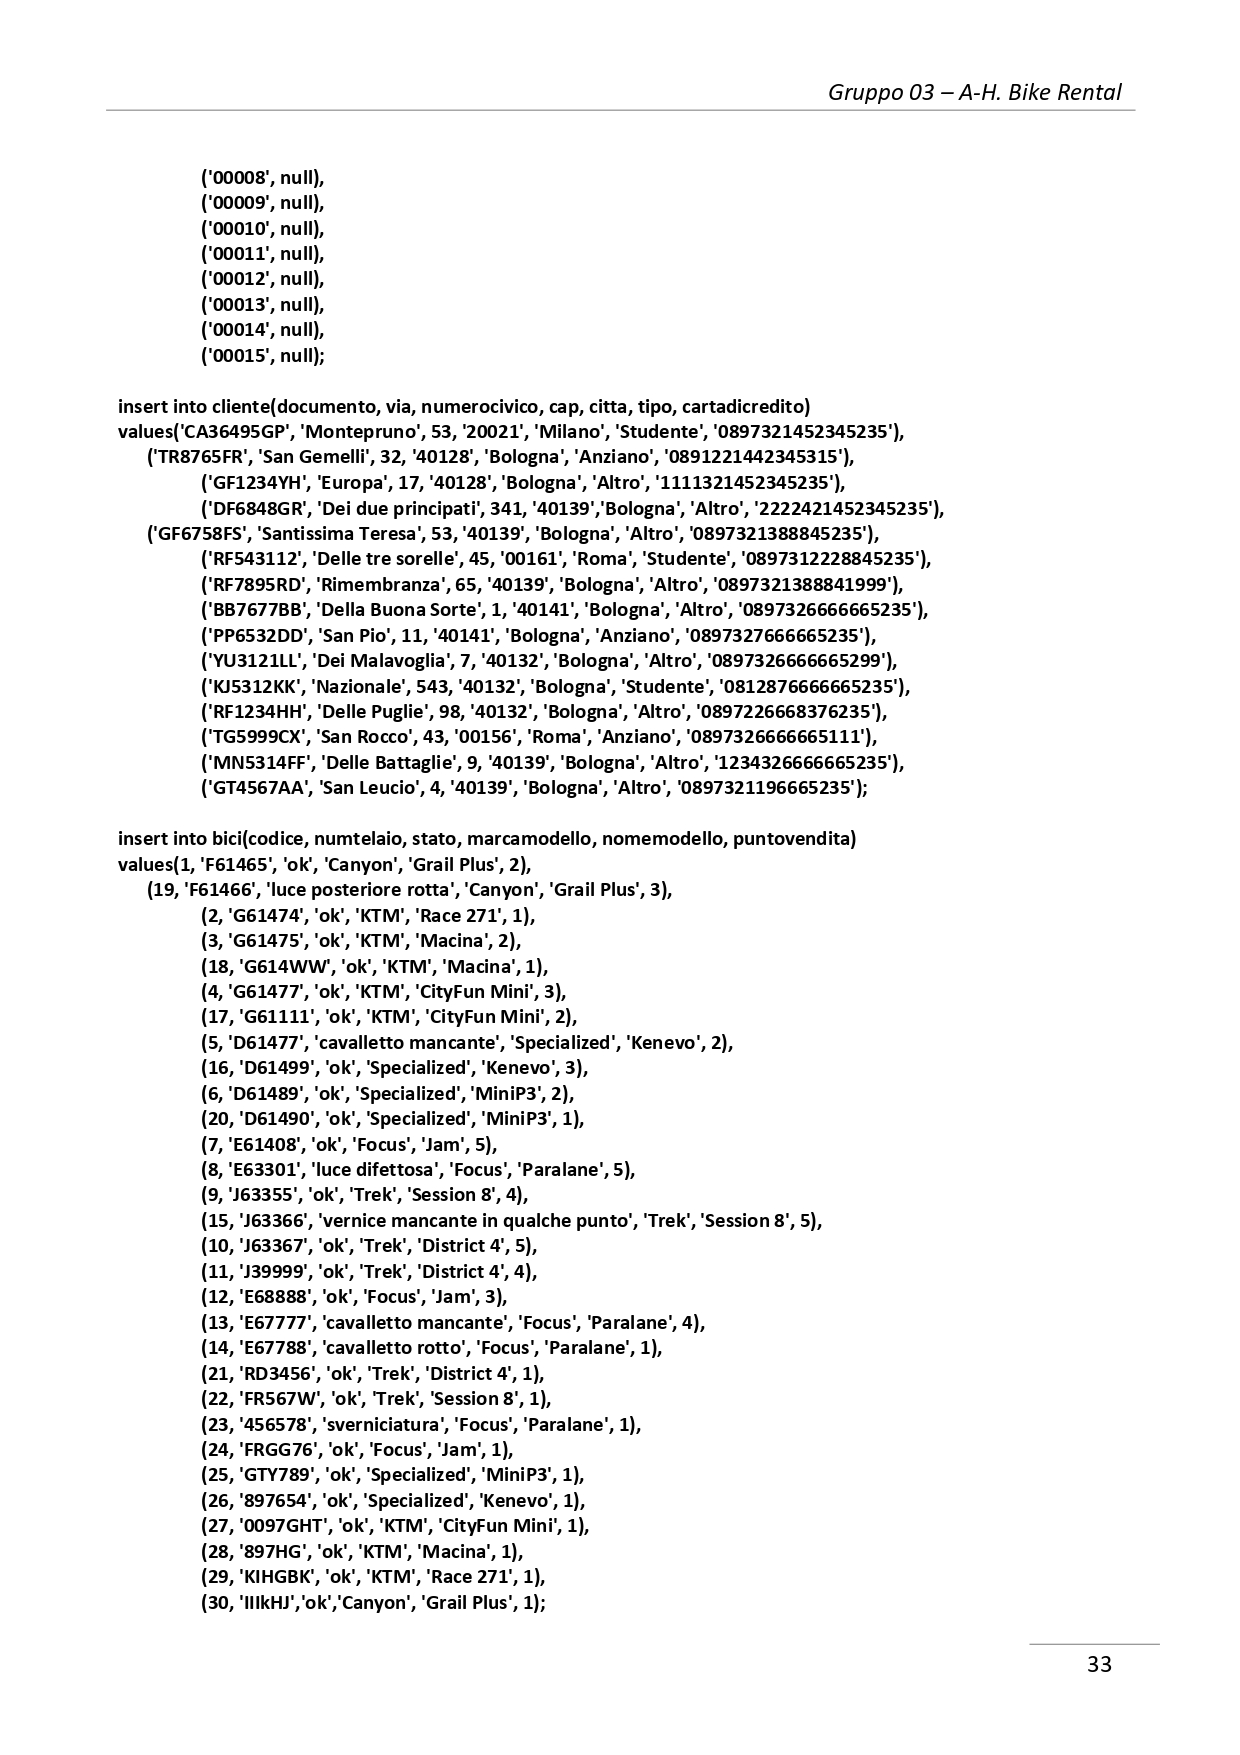 Gruppo 03 – A-H. Bike Rental
('00008', null),
('00009', null),
('00010', null),
('00011', null),
('00012', null),
('00013', null),
('00014', null),
('00015', null);
insert into cliente(documento, via, numerocivico, cap, citta, tipo, cartadicredito)
values('CA36495GP', 'Montepruno', 53, '20021', 'Milano', 'Studente', '0897321452345235'),
('TR8765FR', 'San Gemelli', 32, '40128', 'Bologna', 'Anziano', '0891221442345315'),
('GF1234YH', 'Europa', 17, '40128', 'Bologna', 'Altro', '1111321452345235'),
('DF6848GR', 'Dei due principati', 341, '40139','Bologna', 'Altro', '2222421452345235'),
('GF6758FS', 'Santissima Teresa', 53, '40139', 'Bologna', 'Altro', '0897321388845235'),
('RF543112', 'Delle tre sorelle', 45, '00161', 'Roma', 'Studente', '0897312228845235'),
('RF7895RD', 'Rimembranza', 65, '40139', 'Bologna', 'Altro', '0897321388841999'),
('BB7677BB', 'Della Buona Sorte', 1, '40141', 'Bologna', 'Altro', '0897326666665235'),
('PP6532DD', 'San Pio', 11, '40141', 'Bologna', 'Anziano', '0897327666665235'),
('YU3121LL', 'Dei Malavoglia', 7, '40132', 'Bologna', 'Altro', '0897326666665299'),
('KJ5312KK', 'Nazionale', 543, '40132', 'Bologna', 'Studente', '0812876666665235'),
('RF1234HH', 'Delle Puglie', 98, '40132', 'Bologna', 'Altro', '0897226668376235'),
('TG5999CX', 'San Rocco', 43, '00156', 'Roma', 'Anziano', '0897326666665111'),
('MN5314FF', 'Delle Battaglie', 9, '40139', 'Bologna', 'Altro', '1234326666665235'),
('GT4567AA', 'San Leucio', 4, '40139', 'Bologna', 'Altro', '0897321196665235');
insert into bici(codice, numtelaio, stato, marcamodello, nomemodello, puntovendita)
values(1, 'F61465', 'ok', 'Canyon', 'Grail Plus', 2),
(19, 'F61466', 'luce posteriore rotta', 'Canyon', 'Grail Plus', 3),
(2, 'G61474', 'ok', 'KTM', 'Race 271', 1),
(3, 'G61475', 'ok', 'KTM', 'Macina', 2),
(18, 'G614WW', 'ok', 'KTM', 'Macina', 1),
(4, 'G61477', 'ok', 'KTM', 'CityFun Mini', 3),
(17, 'G61111', 'ok', 'KTM', 'CityFun Mini', 2),
(5, 'D61477', 'cavalletto mancante', 'Specialized', 'Kenevo', 2),
(16, 'D61499', 'ok', 'Specialized', 'Kenevo', 3),
(6, 'D61489', 'ok', 'Specialized', 'MiniP3', 2),
(20, 'D61490', 'ok', 'Specialized', 'MiniP3', 1),
(7, 'E61408', 'ok', 'Focus', 'Jam', 5),
(8, 'E63301', 'luce difettosa', 'Focus', 'Paralane', 5),
(9, 'J63355', 'ok', 'Trek', 'Session 8', 4),
(15, 'J63366', 'vernice mancante in qualche punto', 'Trek', 'Session 8', 5),
(10, 'J63367', 'ok', 'Trek', 'District 4', 5),
(11, 'J39999', 'ok', 'Trek', 'District 4', 4),
(12, 'E68888', 'ok', 'Focus', 'Jam', 3),
(13, 'E67777', 'cavalletto mancante', 'Focus', 'Paralane', 4),
(14, 'E67788', 'cavalletto rotto', 'Focus', 'Paralane', 1),
(21, 'RD3456', 'ok', 'Trek', 'District 4', 1),
(22, 'FR567W', 'ok', 'Trek', 'Session 8', 1),
(23, '456578', 'sverniciatura', 'Focus', 'Paralane', 1),
(24, 'FRGG76', 'ok', 'Focus', 'Jam', 1),
(25, 'GTY789', 'ok', 'Specialized', 'MiniP3', 1),
(26, '897654', 'ok', 'Specialized', 'Kenevo', 1),
(27, '0097GHT', 'ok', 'KTM', 'CityFun Mini', 1),
(28, '897HG', 'ok', 'KTM', 'Macina', 1),
(29, 'KIHGBK', 'ok', 'KTM', 'Race 271', 1),
(30, 'IIIkHJ','ok','Canyon', 'Grail Plus', 1);
33